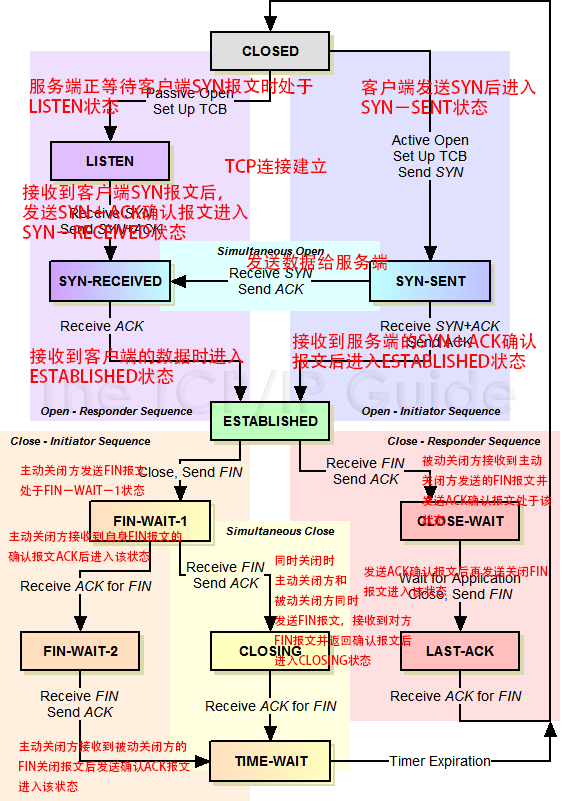 CLOSED
服务端正等待客户端SYN报文时处于
LISTEN状态
Passive Open
Set Up TCB
客户端发送SYN后进入
SYN－SENT状态
Active Open
Set Up TCB
Send SYN
LISTEN
TCP连接建立
接收到客户端SYN报文后，
发送SYN＋ACK确认报文进入
SYN－RECEIVED状态
Receive SYN
Send SYN+ACK
Simultaneous Open
发送数据给服务端
Receive SYN
Send ACK
SYN-RECEIVED
SYN-SENT
Receive ACK
Receive SYN+ACK
Send ACK
接收到客户端的数据时进入
ESTABLISHED状态
接收到服务端的SYN＋ACK确认
报文后进入ESTABLISHED状态
The TCP/IP Guide
Open - Responder Sequence
Open - Initiator Sequence
ESTABLISHED
Close - Initiator Sequence
Close - Responder Sequence
主动关闭方发送FIN报文
处于FIN－WAIT－1状态
Close, Send FIN
Receive FIN
Send ACK
被动关闭方接收到主动
关闭方发送的FIN报文并
发送ACK确认报文处于该
状态
FIN-WAIT-1
CLOSE-WAIT
主动关闭方接收到自身FIN报文的
确认报文ACK后进入该状态
Simultaneous Close
Receive ACK for FIN
Receive FIN
Send ACK
同时关闭时
主动关闭方和
被动关闭方同时
发送FIN报文，接收到对方
FIN报文并返回确认报文后
进入CLOSING状态
发送ACK确认报文后再发送关闭FIN
报文进入该状态
Wait for Application
Close, Send FIN
FIN-WAIT-2
CLOSING
LAST-ACK
Receive FIN
Send ACK
Receive ACK for FIN
Receive ACK for FIN
主动关闭方接收到被动关闭方的
FIN关闭报文后发送确认ACK报文
进入该状态
TIME-WAIT
Timer Expiration